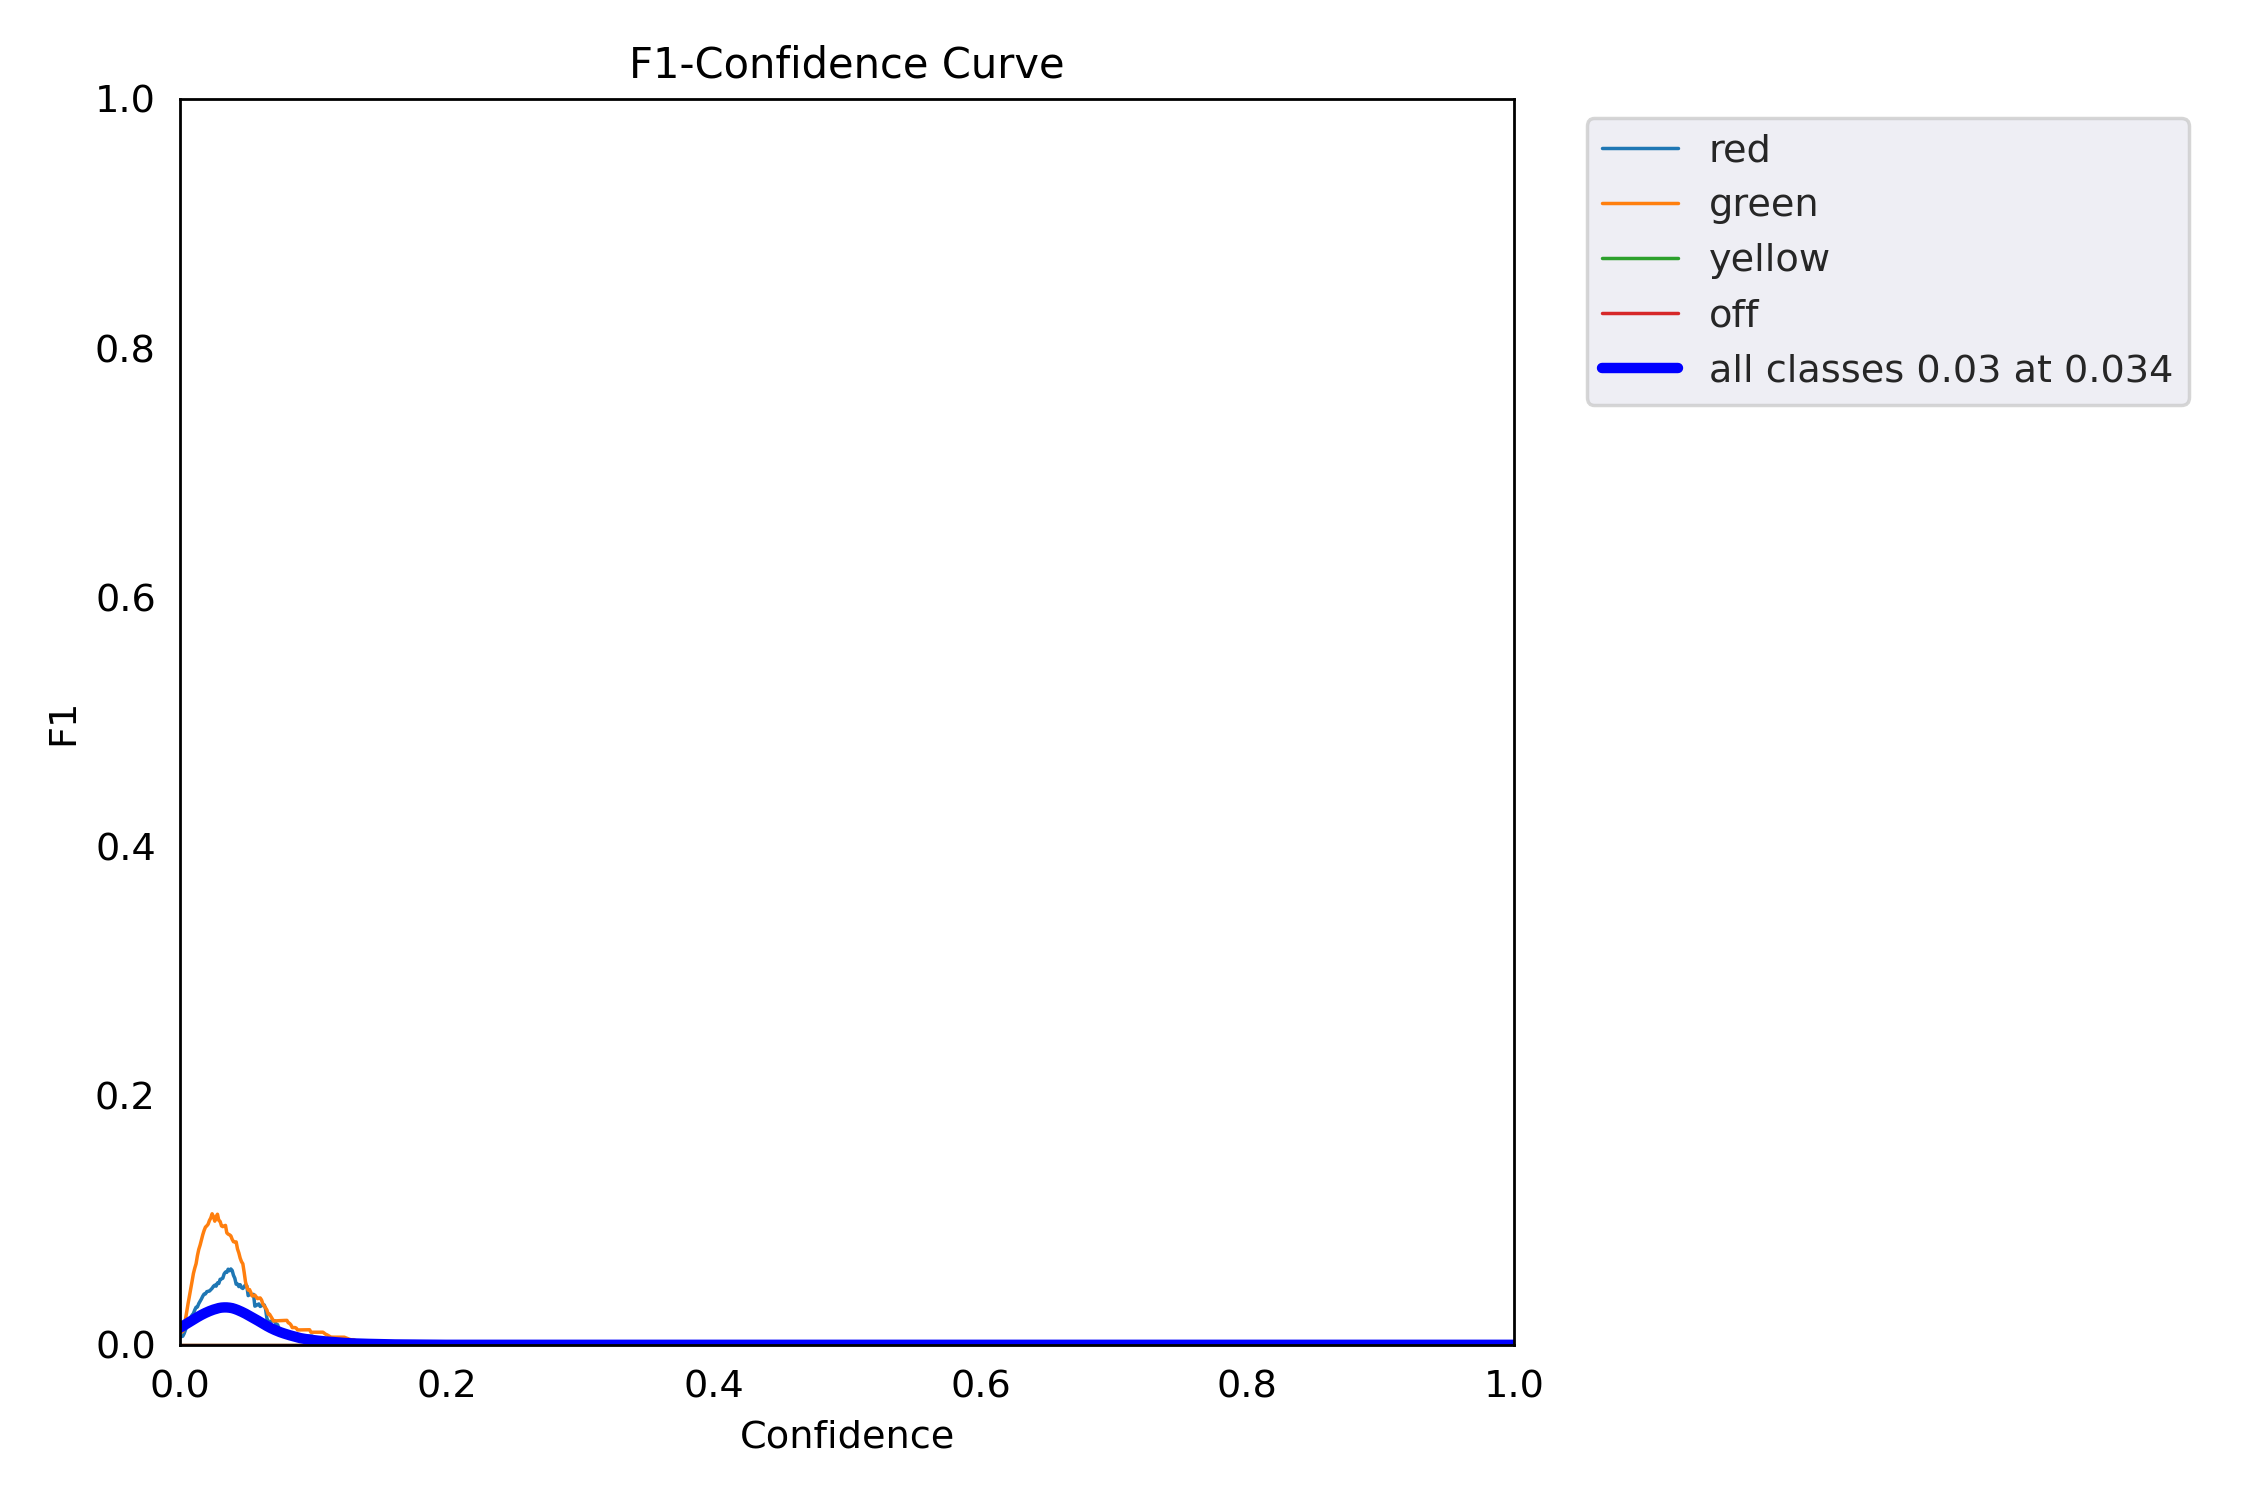 F1-Confidence Curve
1.0
0.8
0.6
0.4
0.2
0.0
F1
0.0 0.2 0.4 0.6 0.8 1.0
Confidence
red
green
yellow
off
all classes 0.03 at 0.034